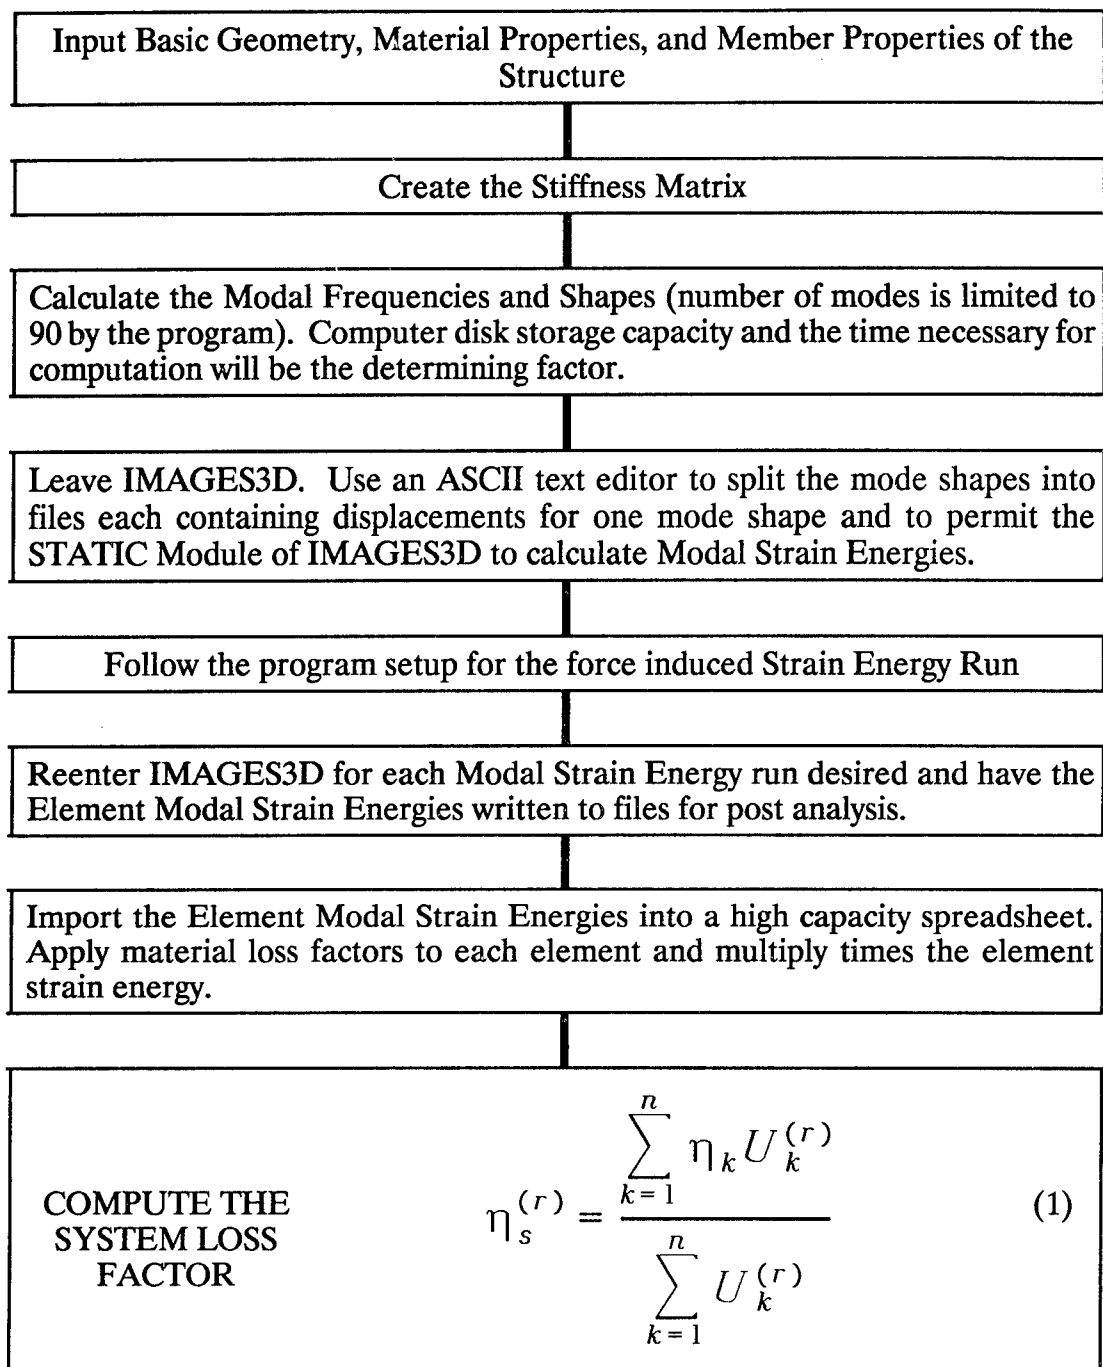 Input Basic Geometry, Material Properties, and Member Properties of the
Structure
Create the Stiffness Matrix
Calculate the Modal Frequencies and Shapes (number of modes is limited to
90 by the program). Computer disk storage capacity and the time necessary for
computation will be the determining factor.
Leave IMAGES3D. Use an ASCII text editor to split the mode shapes into
files each containing displacements for one mode shape and to permit the
STATIC Module of IMAGES3D to calculate Modal Strain Energies.
Follow the program setup for the force induced Strain Energy Run
Reenter IMAGES3D for each Modal Strain Energy run desired and have the
Element Modal Strain Energies written to files for post analysis.
Import the Element Modal Strain Energies into a high capacity spreadsheet.
Apply material loss factors to each element and multiply times the element
strain energy.
COMPUTE THE
SYSTEM LOSS
FACTOR
η_s^{(r)} = \frac{\sum_{k=1}^{n} η_k U_k^{(r)}}{\sum_{k=1}^{n} U_k^{(r)}} (1)